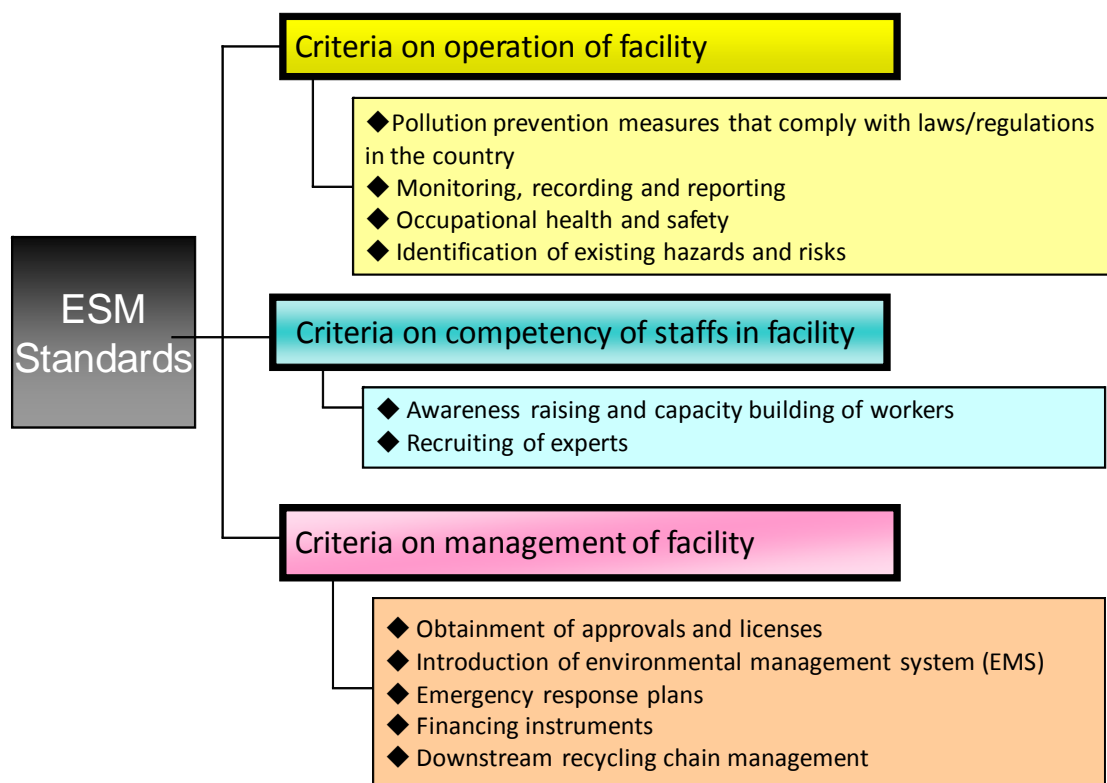 Criteria on operation of facility
◆Pollution prevention measures that comply with laws/regulations
in the country
◆ Monitoring, recording and reporting
◆ Occupational health and safety
◆ Identification of existing hazards and risks
ESM
Standards
Criteria on competency of staffs in facility
◆ Awareness raising and capacity building of workers
◆ Recruiting of experts
Criteria on management of facility
◆ Obtainment of approvals and licenses
◆ Introduction of environmental management system (EMS)
◆ Emergency response plans
◆ Financing instruments
◆ Downstream recycling chain management